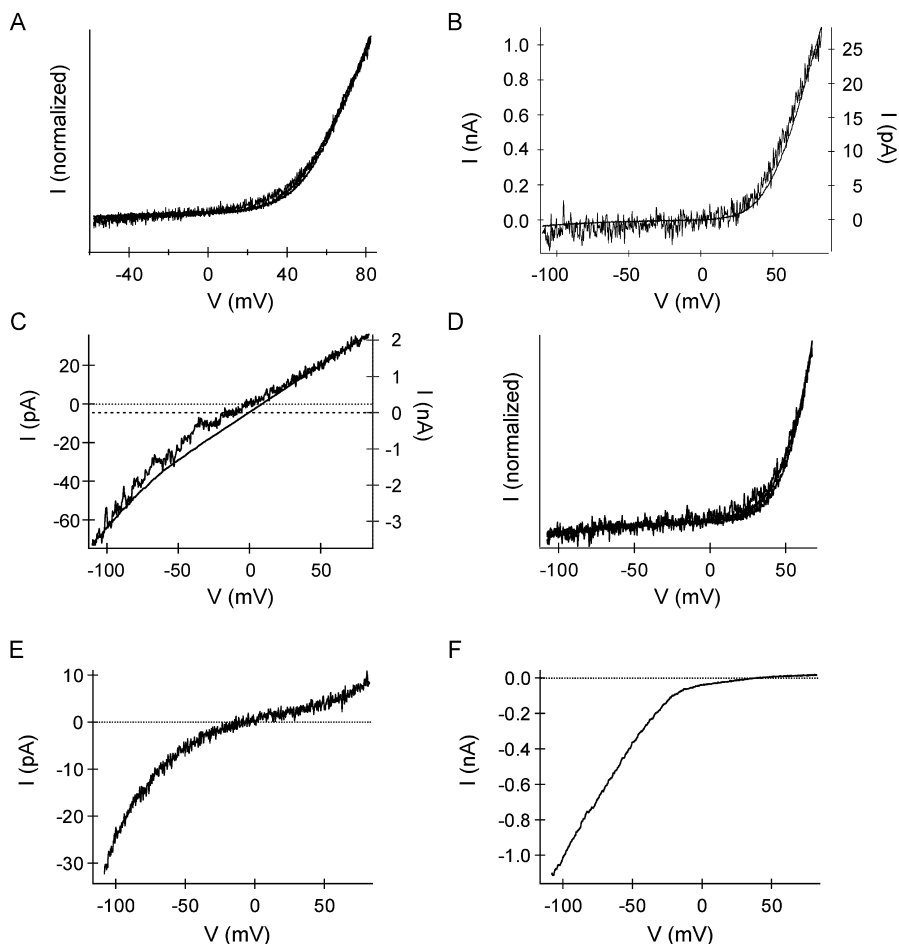 A
I (normalized)
-40 0 40 80
V (mV)
B
1.0
0.8
0.6
0.4
0.2
0.0
I (nA)
25
20
15
10
5
0
I (pA)
-100 -50 0 50
V (mV)
C
20
0
-20
-40
-60
I (pA)
2
1
0
-1
-2
-3
I (nA)
-100 -50 0 50
V (mV)
D
I (normalized)
-100 -50 0 50
V (mV)
E
10
0
-10
-20
-30
I (pA)
-100 -50 0 50
V (mV)
F
0.0
-0.2
-0.4
-0.6
-0.8
-1.0
I (nA)
-100 -50 0 50
V (mV)